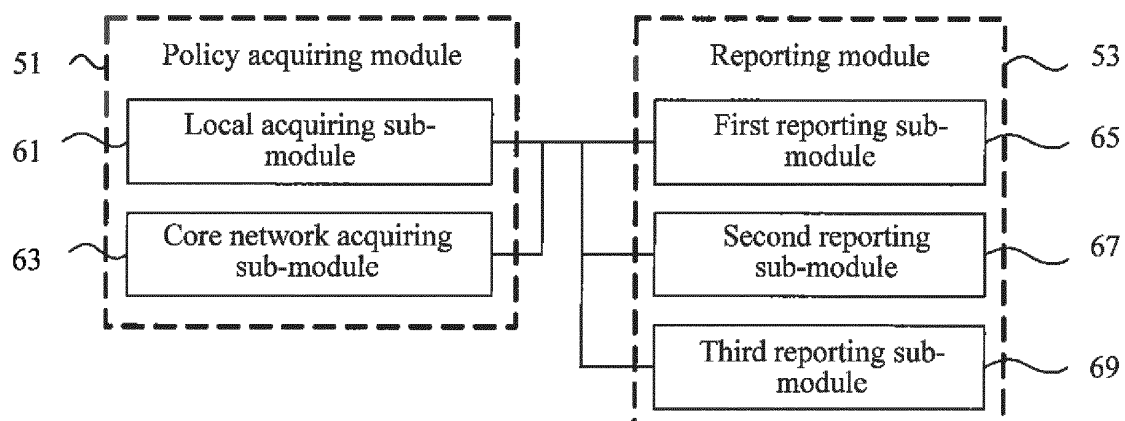 51
Policy acquiring module
Local acquiring sub-
module
61
Core network acquiring
sub-module
63
Reporting module
53
First reporting sub-
module
65
Second reporting
sub-module
67
Third reporting sub-
module
69